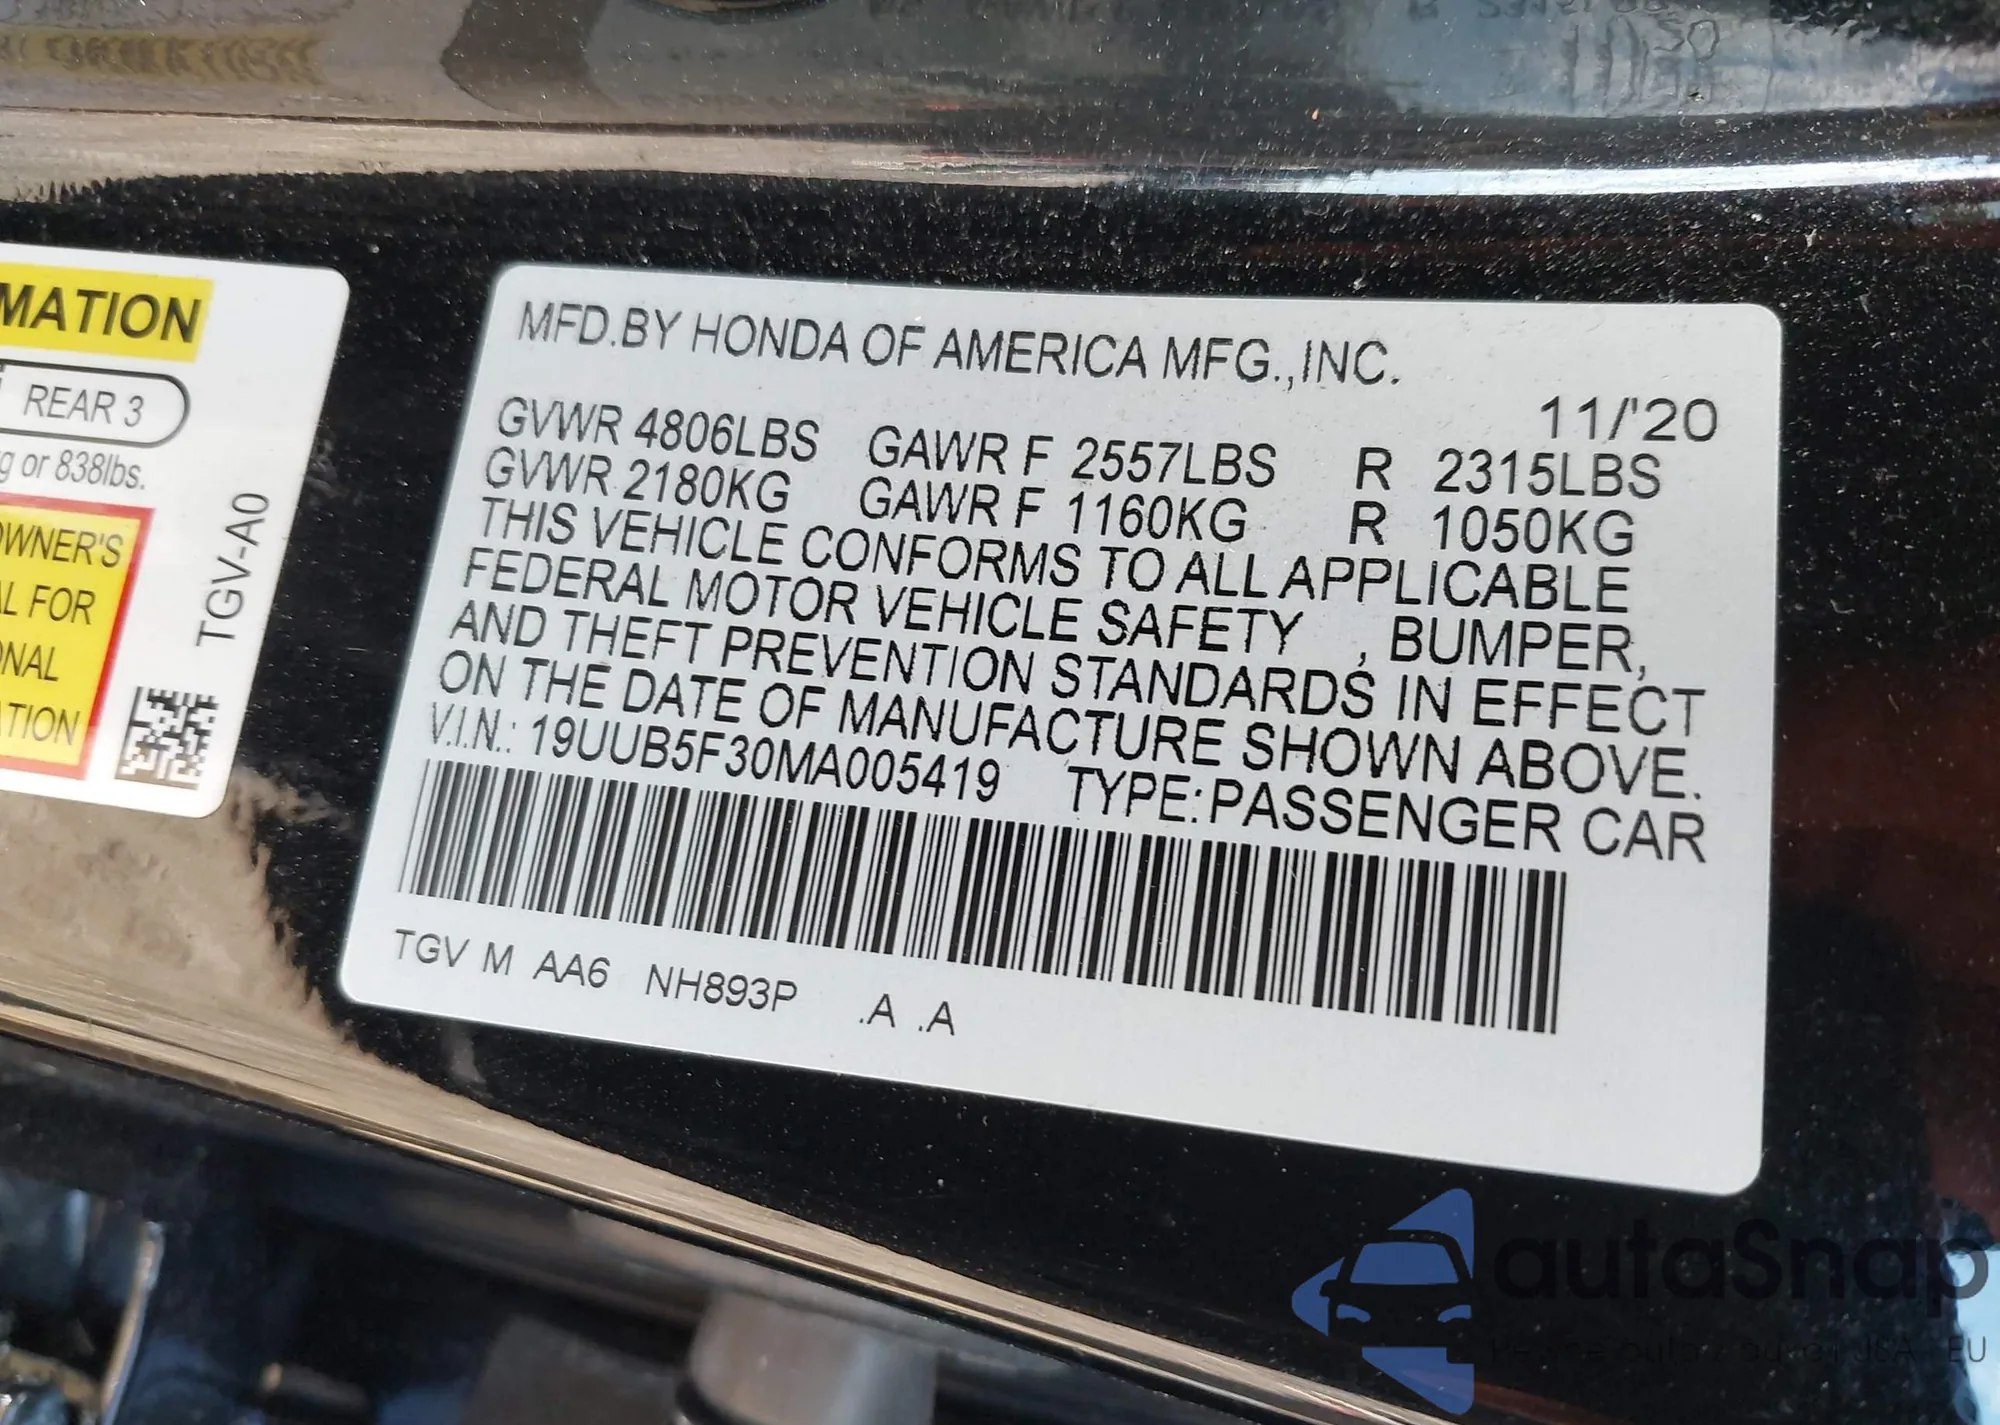 MATION
REAR 3
g or 838lbs.
OWNER'S
L FOR
ONAL
ATION
TGV-A0
MFD.BY HONDA OF AMERICA MFG.,INC.
11/'20
GVWR 4806LBS GAWR F 2557LBS R 2315LBS
GVWR 2180KG GAWR F 1160KG R 1050KG
THIS VEHICLE CONFORMS TO ALL APPLICABLE
FEDERAL MOTOR VEHICLE SAFETY , BUMPER,
AND THEFT PREVENTION STANDARDS IN EFFECT
ON THE DATE OF MANUFACTURE SHOWN ABOVE.
V.I.N.: 19UUB5F30MA005419 TYPE:PASSENGER CAR
TGV M AA6 NH893P .A .A
autaSnap